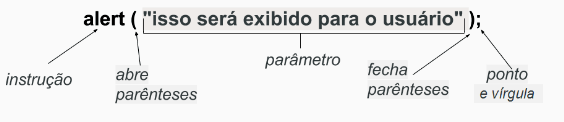 alert ( "isso será exibido para o usuário" );
instrução
abre
parênteses
parâmetro
fecha
parênteses
ponto
e vírgula